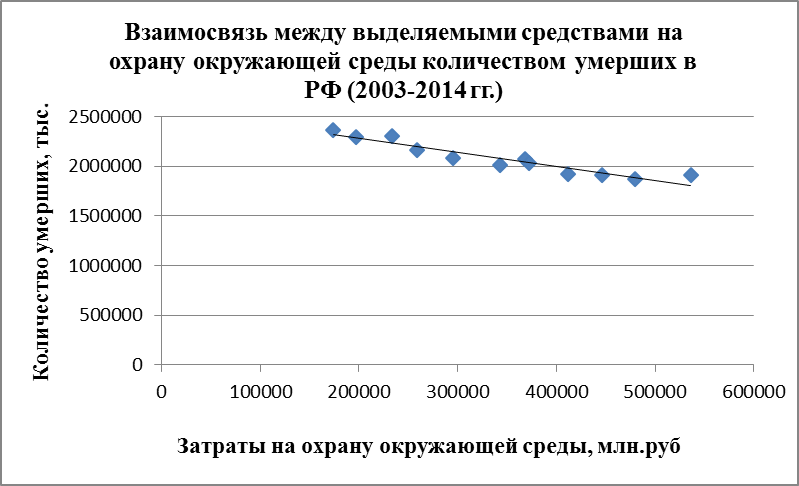 Взаимосвязь между выделяемыми средствами на
охрану окружающей среды количеством умерших в
РФ (2003-2014 гг.)
Количество умерших, тыс.
2500000
2000000
1500000
1000000
500000
0
0 100000 200000 300000 400000 500000 600000
Затраты на охрану окружающей среды, млн.руб